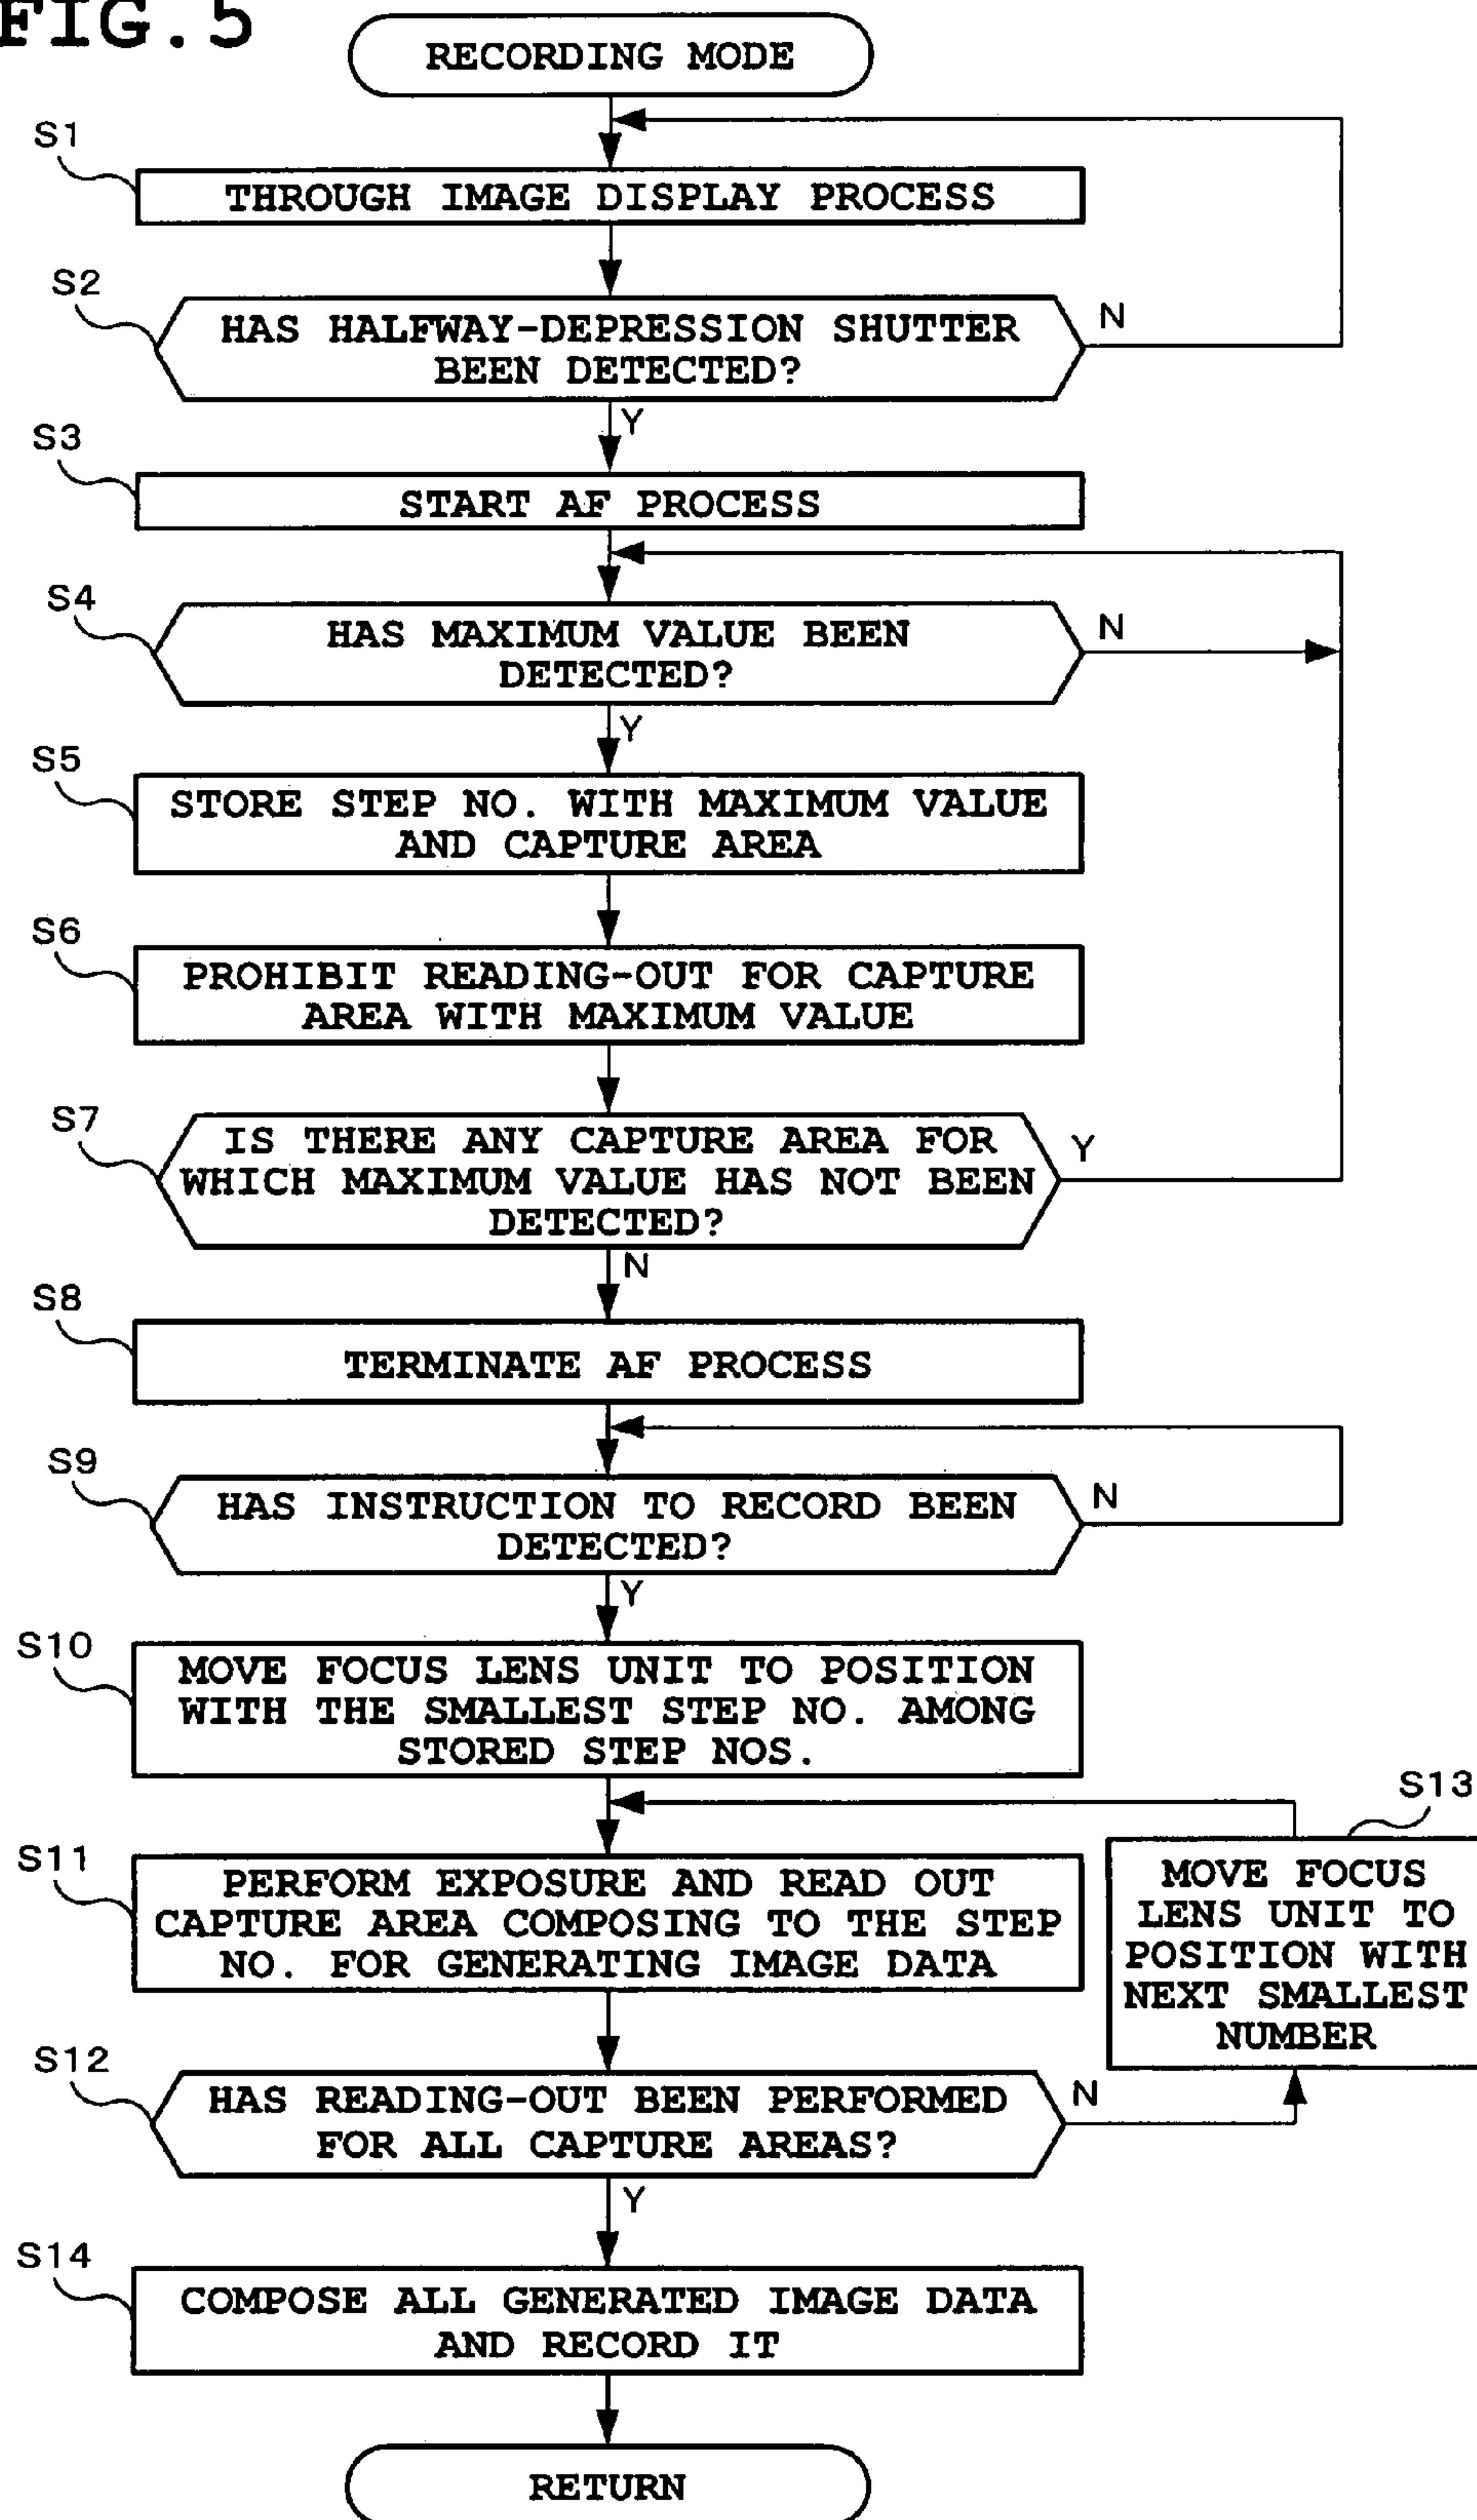 FIG.5
RECORDING MODE
S1
THROUGH IMAGE DISPLAY PROCESS
S2
HAS HALFWAY-DEPRESSION SHUTTER
BEEN DETECTED?
N
Y
S3
START AF PROCESS
S4
HAS MAXIMUM VALUE BEEN
DETECTED?
N
Y
S5
STORE STEP NO. WITH MAXIMUM VALUE
AND CAPTURE AREA
S6
PROHIBIT READING-OUT FOR CAPTURE
AREA WITH MAXIMUM VALUE
S7
IS THERE ANY CAPTURE AREA FOR
WHICH MAXIMUM VALUE HAS NOT BEEN
DETECTED?
Y
N
S8
TERMINATE AF PROCESS
S9
HAS INSTRUCTION TO RECORD BEEN
DETECTED?
N
Y
S10
MOVE FOCUS LENS UNIT TO POSITION
WITH THE SMALLEST STEP NO. AMONG
STORED STEP NOS.
S11
PERFORM EXPOSURE AND READ OUT
CAPTURE AREA COMPOSING TO THE STEP
NO. FOR GENERATING IMAGE DATA
S13
MOVE FOCUS
LENS UNIT TO
POSITION WITH
NEXT SMALLEST
NUMBER
S12
HAS READING-OUT BEEN PERFORMED
FOR ALL CAPTURE AREAS?
N
Y
S14
COMPOSE ALL GENERATED IMAGE DATA
AND RECORD IT
RETURN